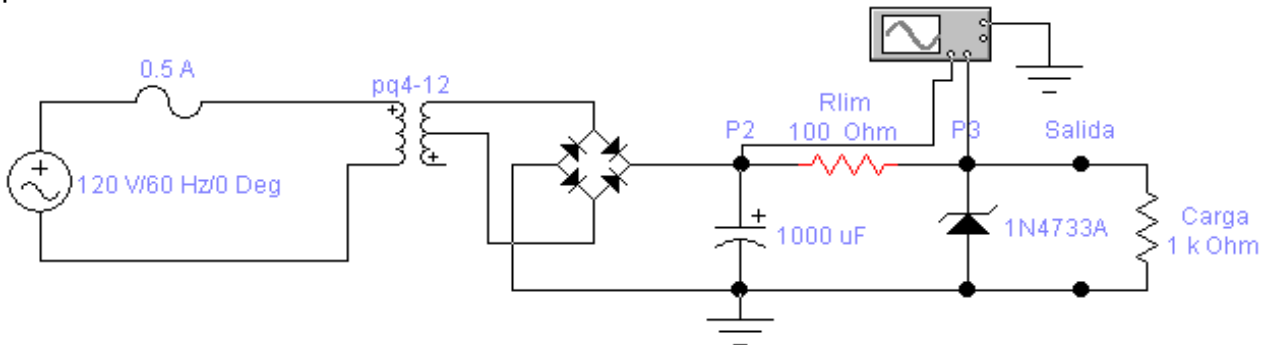 0.5 A
pq4-12
120 V/60 Hz/0 Deg
P2
Rlim
100 Ohm
P3
Salida
1000 uF
1N4733A
Carga
1 k Ohm